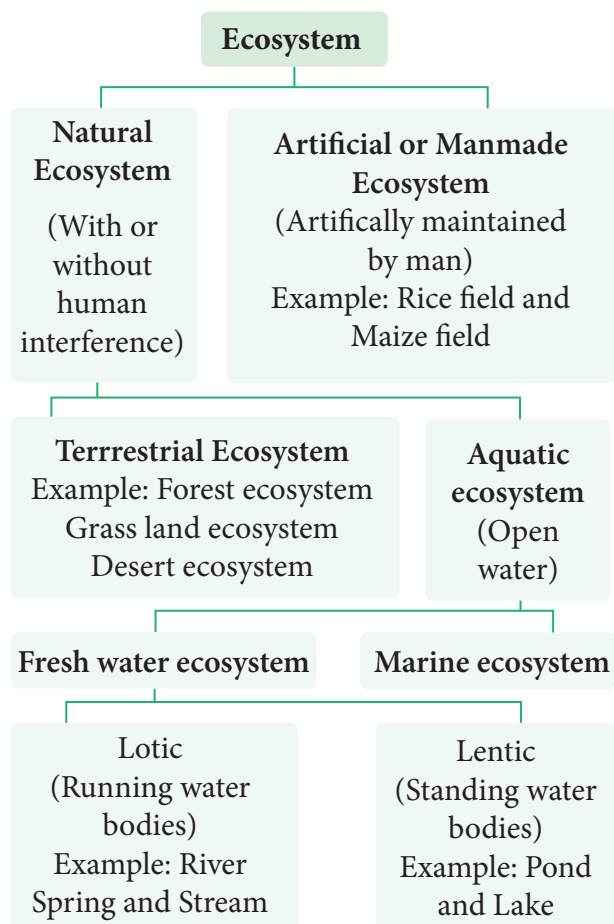 Ecosystem
Natural
Ecosystem
(With or
without
human
interference)
Artificial or Manmade
Ecosystem
(Artifically maintained
by man)
Example: Rice field and
Maize field
Terrrestrial Ecosystem
Example: Forest ecosystem
Grass land ecosystem
Desert ecosystem
Aquatic
ecosystem
(Open
water)
Fresh water ecosystem
Marine ecosystem
Lotic
(Running water
bodies)
Example: River
Spring and Stream
Lentic
(Standing water
bodies)
Example: Pond
and Lake